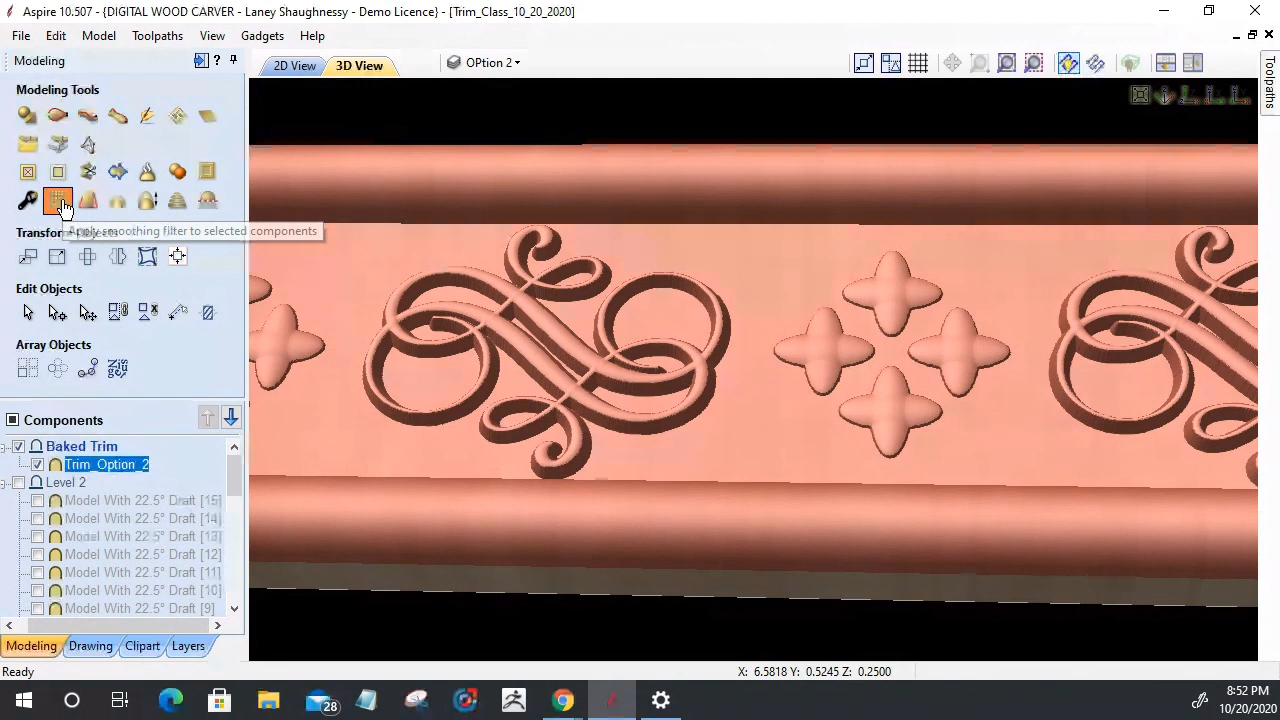 Aspire 10.507 - {DIGITAL WOOD CARVER - Laney Shaughnessy - Demo Licence} - [Trim_Class_10_20_2020]
File Edit Model Toolpaths View Gadgets Help
Modeling ?
2D View 3D View OPtion 2
Toolpaths
Modeling Tools
Apply smoothing filter to selected components
Transform Objects
Edit Objects
Array Objects
Components
Baked Trim
Trim_Option_2
Level 2
Model With 22.5° Draft [15]
Model With 22.5° Draft [14]
Model With 22.5° Draft [13]
Model With 22.5° Draft [12]
Model With 22.5° Draft [11]
Model With 22.5° Draft [10]
Model With 22.5° Draft [9]
Modeling Drawing Clipart Layers
Ready X: 6.5818 Y: 0.5245 Z: 0.2500
28
8:52 PM
10/20/2020